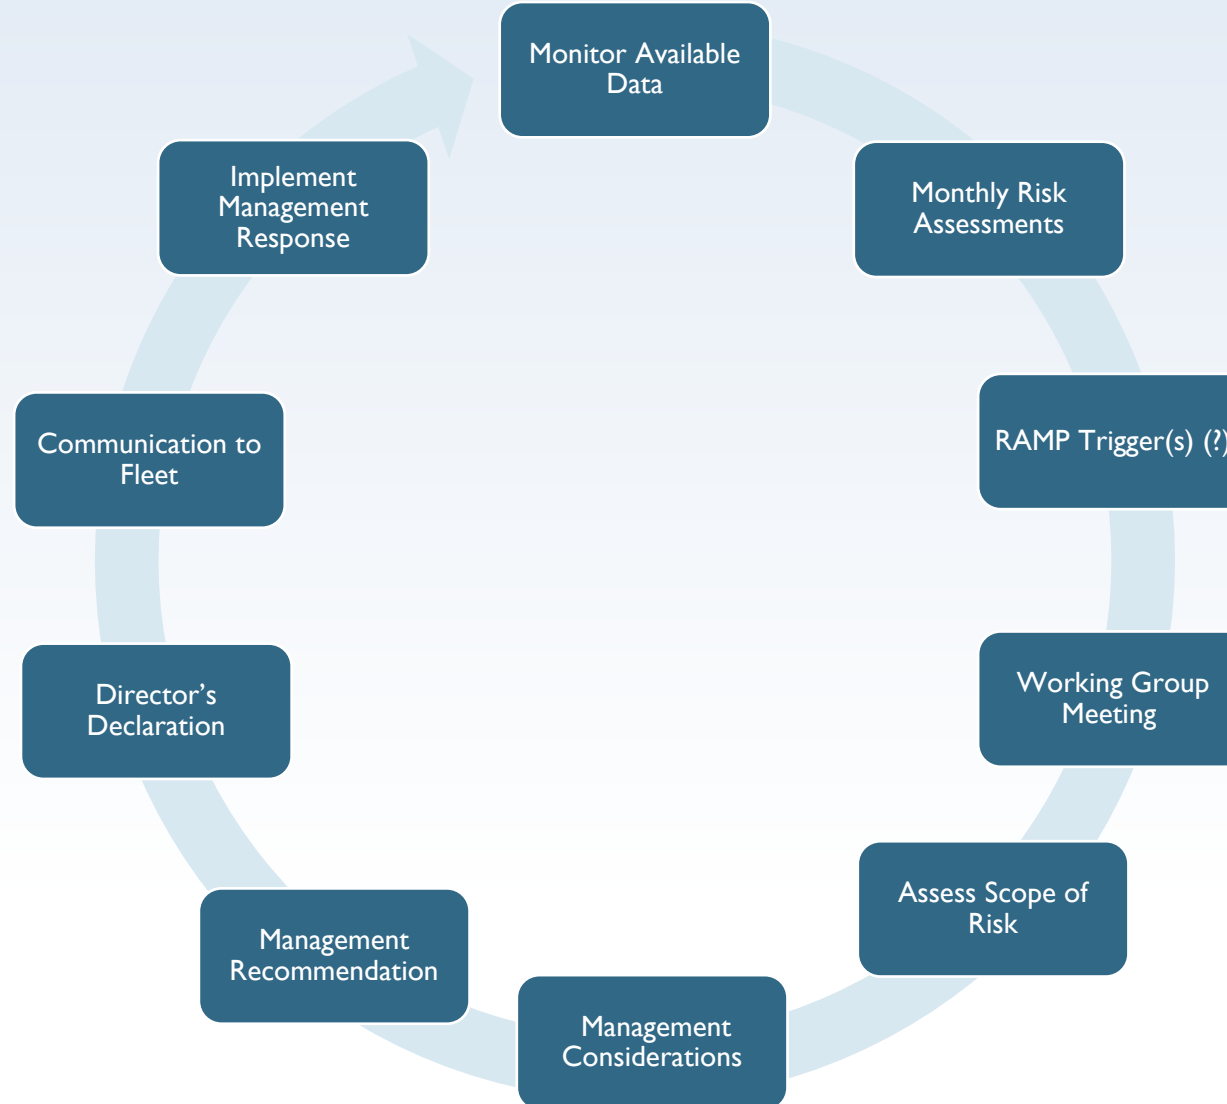 Monitor Available
Data
Monthly Risk
Assessments
RAMP Trigger(s) (?)
Working Group
Meeting
Assess Scope of
Risk
Management
Considerations
Management
Recommendation
Director’s
Declaration
Communication to
Fleet
Implement
Management
Response